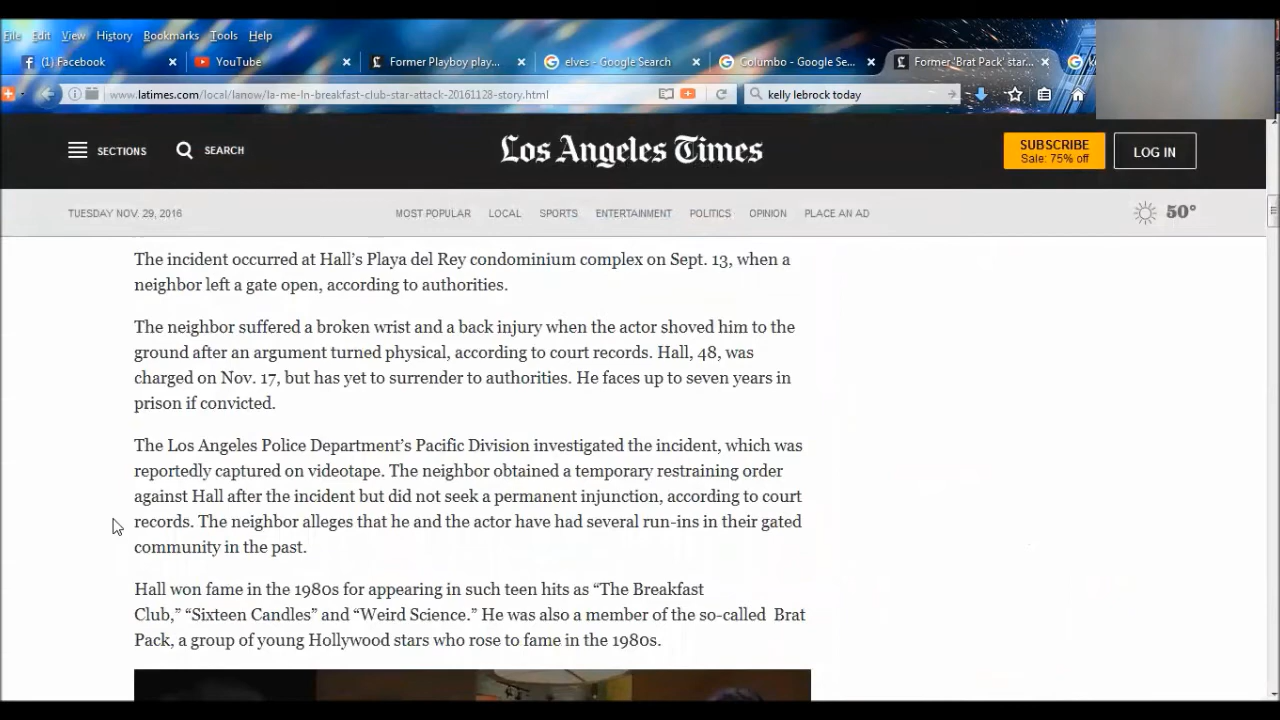 File Edit View History Bookmarks Tools Help
(1) Facebook YouTube Former Playboy play... elves - Google Search Columbo - Google Se... Former 'Brat Pack' star...
www.latimes.com/local/lanow/la-me-ln-breakfast-club-star-attack-20161128-story.html kelly lebrock today
SECTIONS SEARCH Los Angeles Times SUBSCRIBE LOG IN
Sale: 75% off
TUESDAY NOV. 29, 2016 MOST POPULAR LOCAL SPORTS ENTERTAINMENT POLITICS OPINION PLACE AN AD 50°
The incident occurred at Hall's Playa del Rey condominium complex on Sept. 13, when a
neighbor left a gate open, according to authorities.
The neighbor suffered a broken wrist and a back injury when the actor shoved him to the
ground after an argument turned physical, according to court records. Hall, 48, was
charged on Nov. 17, but has yet to surrender to authorities. He faces up to seven years in
prison if convicted.
The Los Angeles Police Department's Pacific Division investigated the incident, which was
reportedly captured on videotape. The neighbor obtained a temporary restraining order
against Hall after the incident but did not seek a permanent injunction, according to court
records. The neighbor alleges that he and the actor have had several run-ins in their gated
community in the past.
Hall won fame in the 1980s for appearing in such teen hits as “The Breakfast
Club,” “Sixteen Candles” and “Weird Science.” He was also a member of the so-called Brat
Pack, a group of young Hollywood stars who rose to fame in the 1980s.